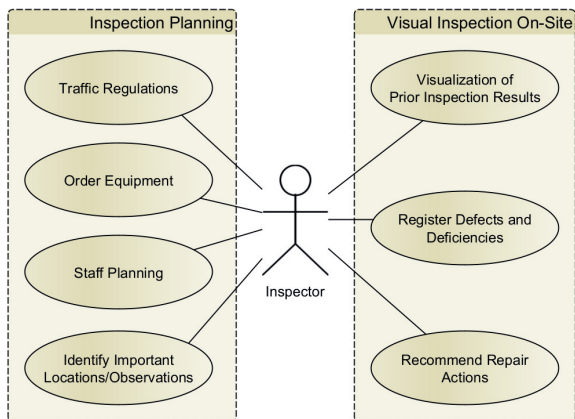 Inspection Planning
Traffic Regulations
Order Equipment
Staff Planning
Identify Important
Locations/Observations
Inspector
Visual Inspection On-Site
Visualization of
Prior Inspection Results
Register Defects and
Deficiencies
Recommend Repair
Actions